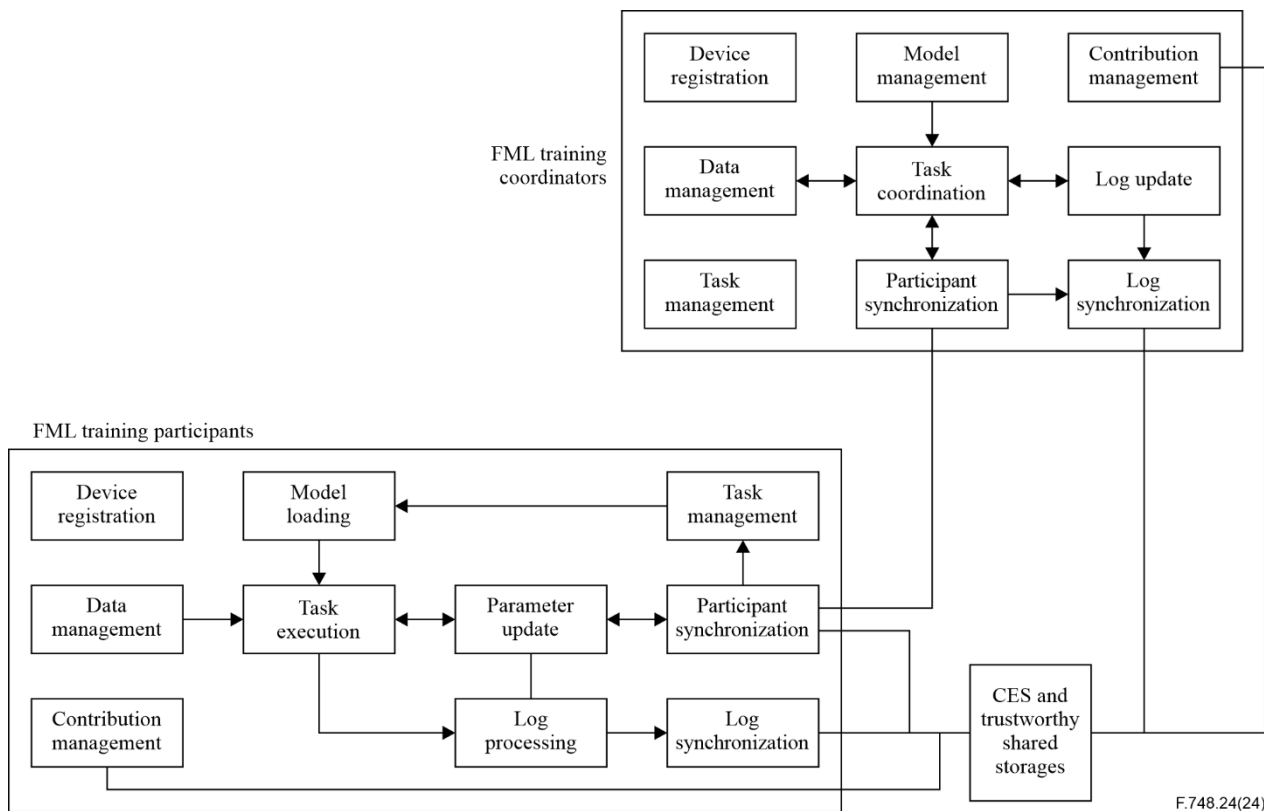 Device
registration
Model
management
Contribution
management
FML training
coordinators
Data
management
Task
coordination
Log update
Task
management
Participant
synchronization
Log
synchronization
FML training participants
Device
registration
Model
loading
Task
management
Data
management
Task
execution
Parameter
update
Participant
synchronization
Contribution
management
Log
processing
Log
synchronization
CES and
trustworthy
shared
storages
F.748.24(24)